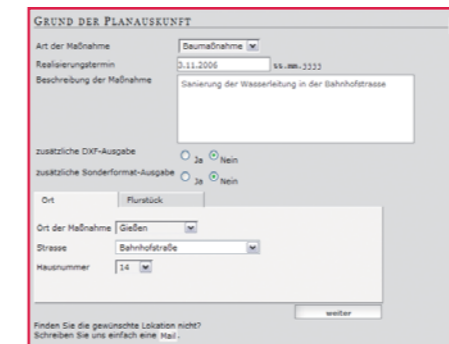 GRUND DER PLANAUSKUNFT
Art der Maßnahme Baumaßnahme
Realisierungstermin 3.11.2006 tt.mm.jjjj
Beschreibung der Maßnahme Sanierung der Wasserleitung in der Bahnhofstrasse
zusätzliche DXF-Ausgabe Ja Nein
zusätzliche Sonderformat-Ausgabe Ja Nein
Ort Flurstück
Ort der Maßnahme Gießen
Strasse Bahnhofstraße
Hausnummer 14
weiter
Finden Sie die gewünschte Lokation nicht?
Schreiben Sie uns einfach eine Mail.